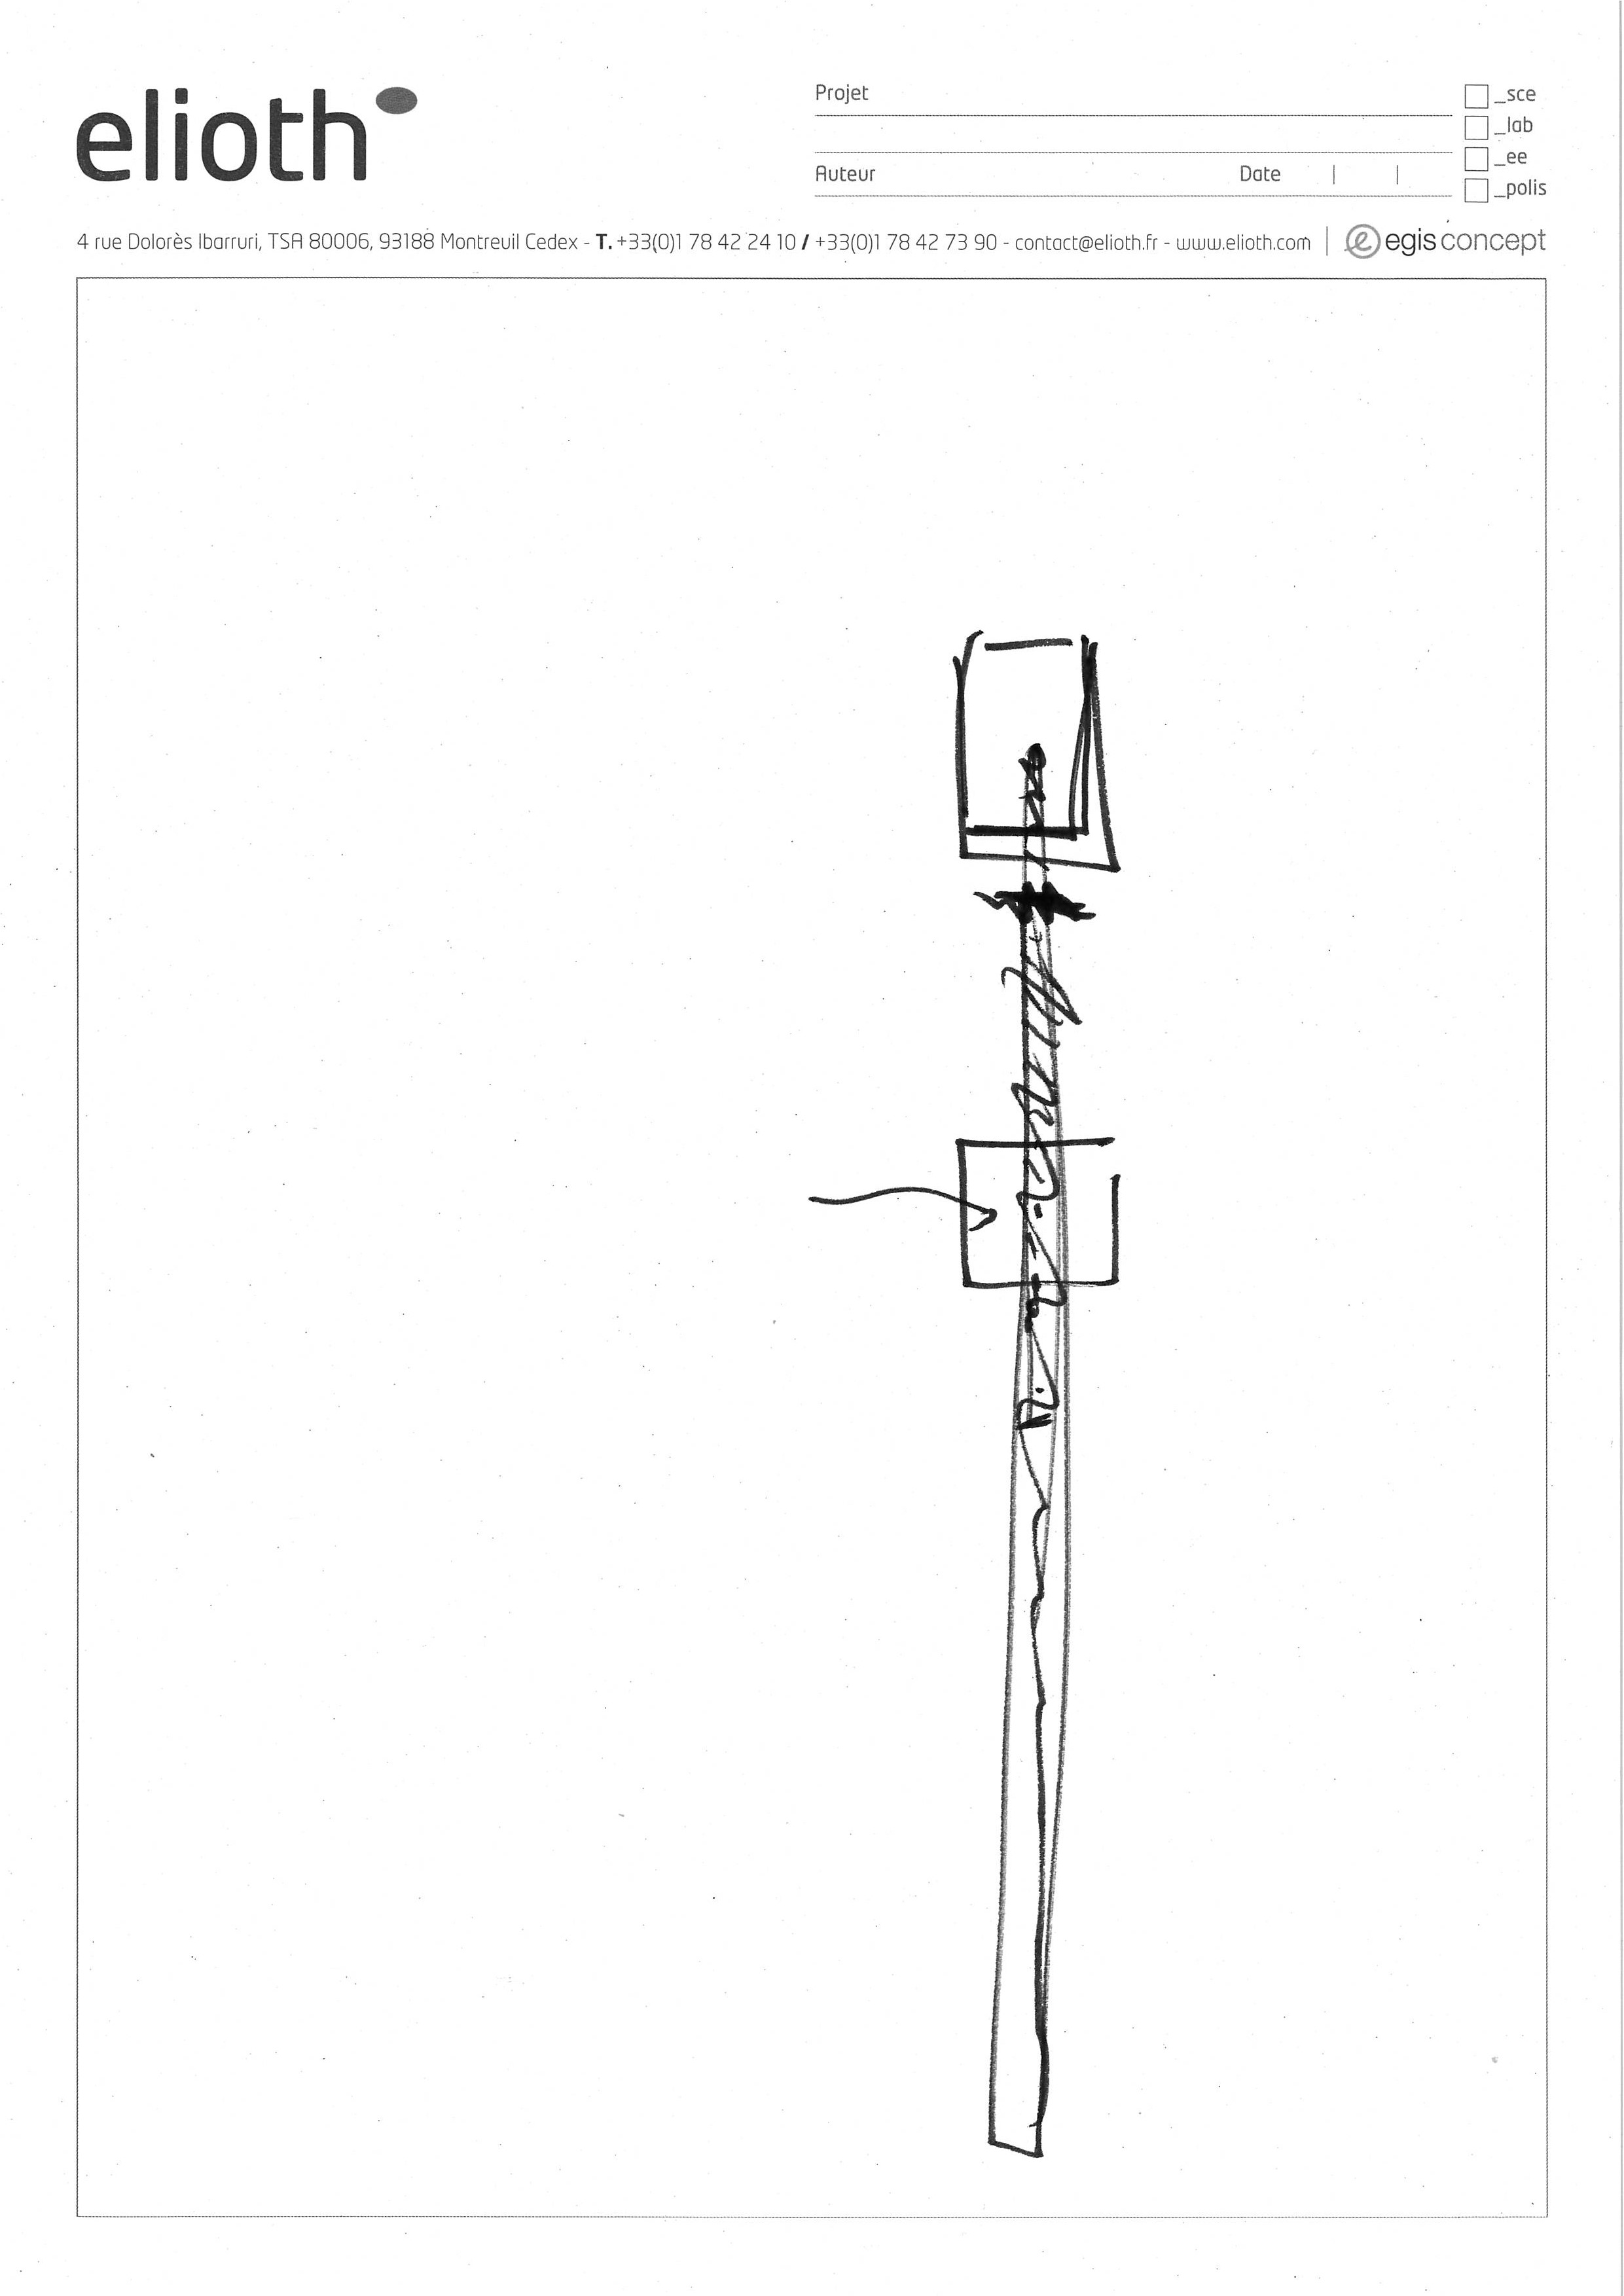 elioth
Projet
_sce
_lab
_ee
Auteur Date
_polis
4 rue Dolorès Ibarruri, TSA 80006, 93188 Montreuil Cedex - T. +33(0)1 78 42 24 10 / +33(0)1 78 42 73 90 - contact@elioth.fr - www.elioth.com | egis concept